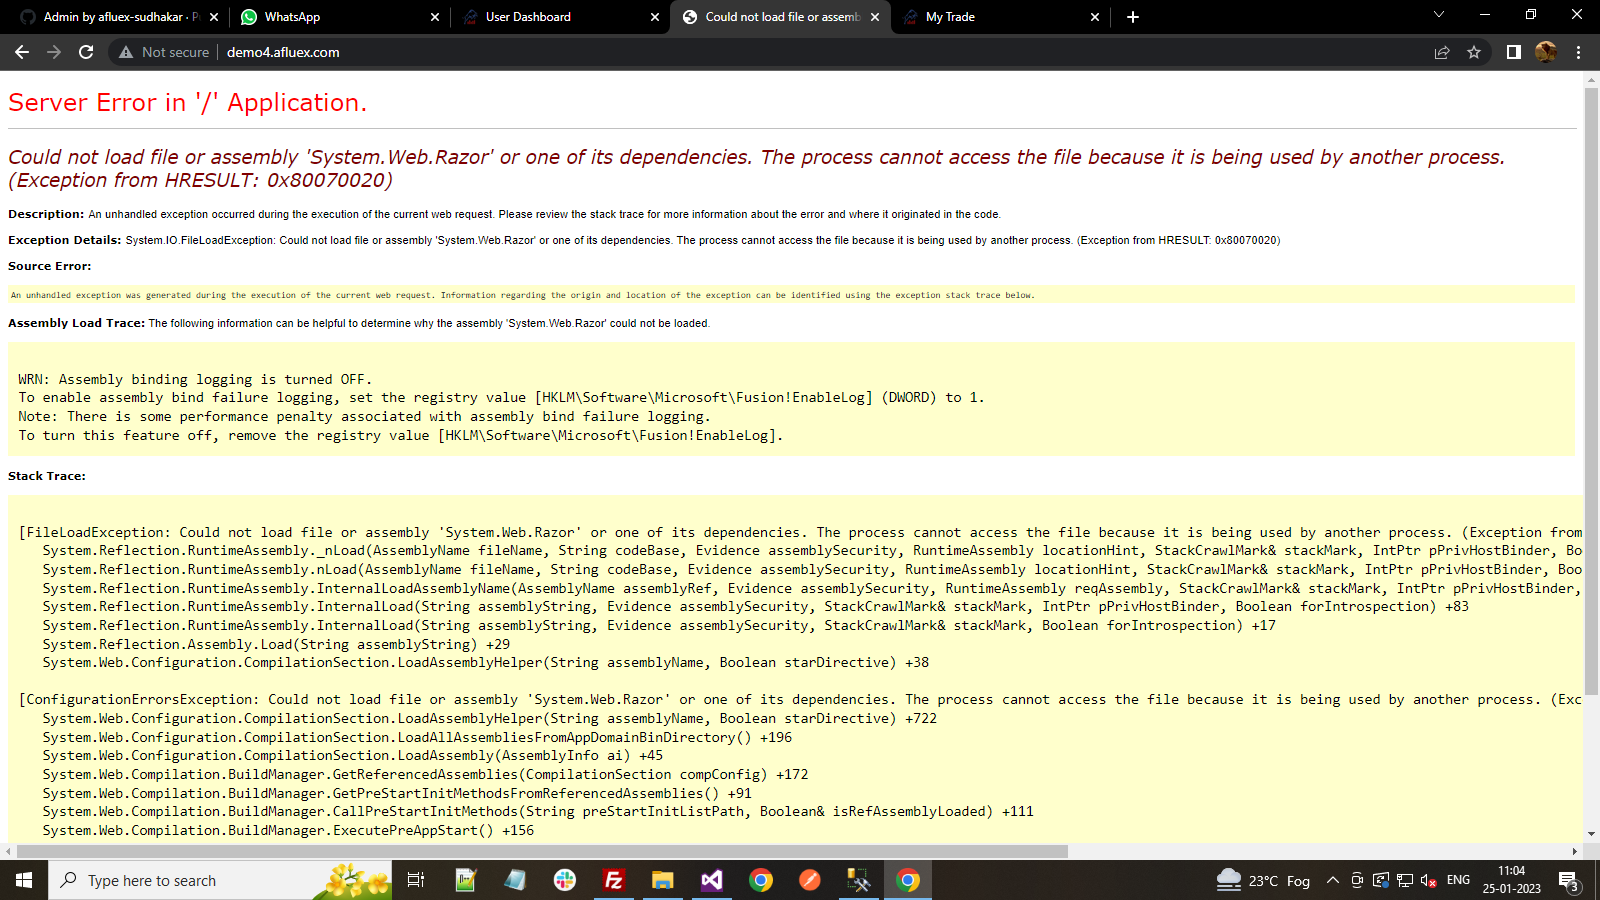 Admin by afluex-sudhakar · P
WhatsApp
User Dashboard
Could not load file or assemb
My Trade
Not secure
demo4.afluex.com
Server Error in '/' Application.
Could not load file or assembly 'System.Web.Razor' or one of its dependencies. The process cannot access the file because it is being used by another process.
(Exception from HRESULT: 0x80070020)
Description: An unhandled exception occurred during the execution of the current web request. Please review the stack trace for more information about the error and where it originated in the code.
Exception Details: System.IO.FileLoadException: Could not load file or assembly 'System.Web.Razor' or one of its dependencies. The process cannot access the file because it is being used by another process. (Exception from HRESULT: 0x80070020)
Source Error:
An unhandled exception was generated during the execution of the current web request. Information regarding the origin and location of the exception can be identified using the exception stack trace below.
Assembly Load Trace: The following information can be helpful to determine why the assembly 'System.Web.Razor' could not be loaded.
WRN: Assembly binding logging is turned OFF.
To enable assembly bind failure logging, set the registry value [HKLM\Software\Microsoft\Fusion!EnableLog] (DWORD) to 1.
Note: There is some performance penalty associated with assembly bind failure logging.
To turn this feature off, remove the registry value [HKLM\Software\Microsoft\Fusion!EnableLog].
Stack Trace:
[FileLoadException: Could not load file or assembly 'System.Web.Razor' or one of its dependencies. The process cannot access the file because it is being used by another process. (Exception from
System.Reflection.RuntimeAssembly._nLoad(AssemblyName fileName, String codeBase, Evidence assemblySecurity, RuntimeAssembly locationHint, StackCrawlMark& stackMark, IntPtr pPrivHostBinder, Bo
System.Reflection.RuntimeAssembly.nLoad(AssemblyName fileName, String codeBase, Evidence assemblySecurity, RuntimeAssembly locationHint, StackCrawlMark& stackMark, IntPtr pPrivHostBinder, Boo
System.Reflection.RuntimeAssembly.InternalLoadAssemblyName(AssemblyName assemblyRef, Evidence assemblySecurity, RuntimeAssembly reqAssembly, StackCrawlMark& stackMark, IntPtr pPrivHostBinder,
System.Reflection.RuntimeAssembly.InternalLoad(String assemblyString, Evidence assemblySecurity, StackCrawlMark& stackMark, IntPtr pPrivHostBinder, Boolean forIntrospection) +83
System.Reflection.RuntimeAssembly.InternalLoad(String assemblyString, Evidence assemblySecurity, StackCrawlMark& stackMark, Boolean forIntrospection) +17
System.Reflection.Assembly.Load(String assemblyString) +29
System.Web.Configuration.CompilationSection.LoadAssemblyHelper(String assemblyName, Boolean starDirective) +38
[ConfigurationErrorsException: Could not load file or assembly 'System.Web.Razor' or one of its dependencies. The process cannot access the file because it is being used by another process. (Exc
System.Web.Configuration.CompilationSection.LoadAssemblyHelper(String assemblyName, Boolean starDirective) +722
System.Web.Configuration.CompilationSection.LoadAllAssembliesFromAppDomainBinDirectory() +196
System.Web.Configuration.CompilationSection.LoadAssembly(AssemblyInfo ai) +45
System.Web.Compilation.BuildManager.GetReferencedAssemblies(CompilationSection compConfig) +172
System.Web.Compilation.BuildManager.GetPreStartInitMethodsFromReferencedAssemblies() +91
System.Web.Compilation.BuildManager.CallPreStartInitMethods(String preStartInitListPath, Boolean& isRefAssemblyLoaded) +111
System.Web.Compilation.BuildManager.ExecutePreAppStart() +156
Type here to search
Fz
23°C Fog
ENG
11:04
25-01-2023
3